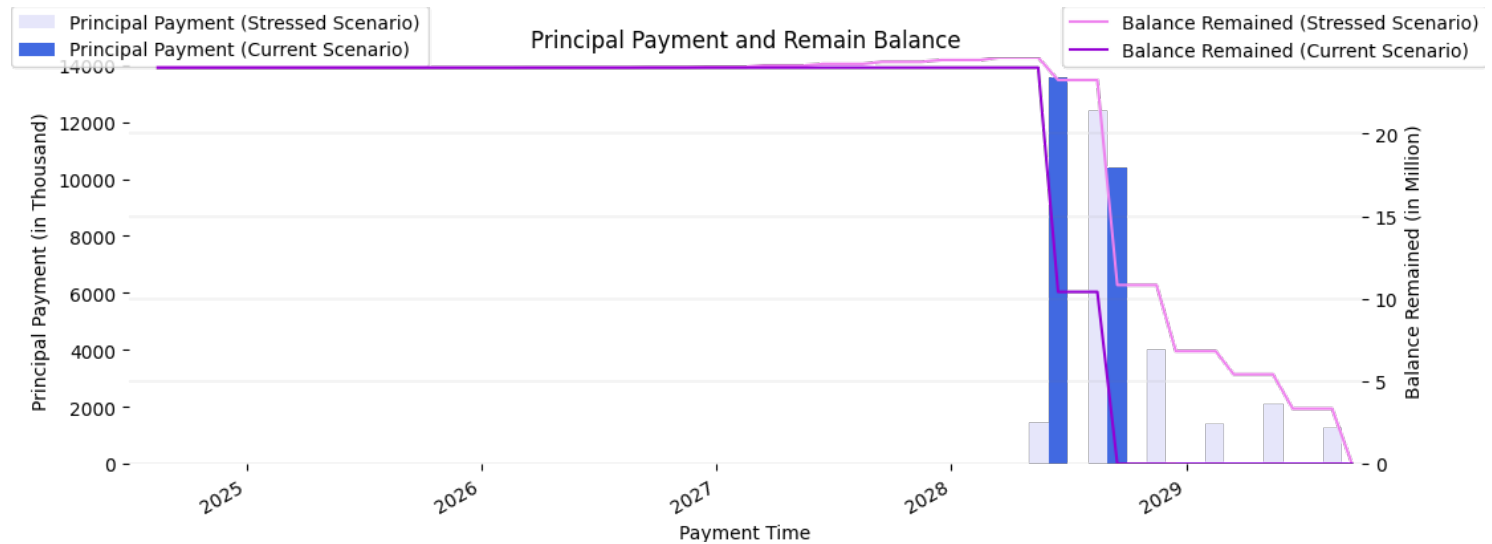 Principal Payment (Stressed Scenario)
Principal Payment (Current Scenario)
Principal Payment and Remain Balance
Balance Remained (Stressed Scenario)
Balance Remained (Current Scenario)
Principal Payment (in Thousand)
14000
12000
10000
8000
6000
4000
2000
0
20
15
10
5
0
Balance Remained (in Million)
2025
2026
2027
2028
2029
Payment Time